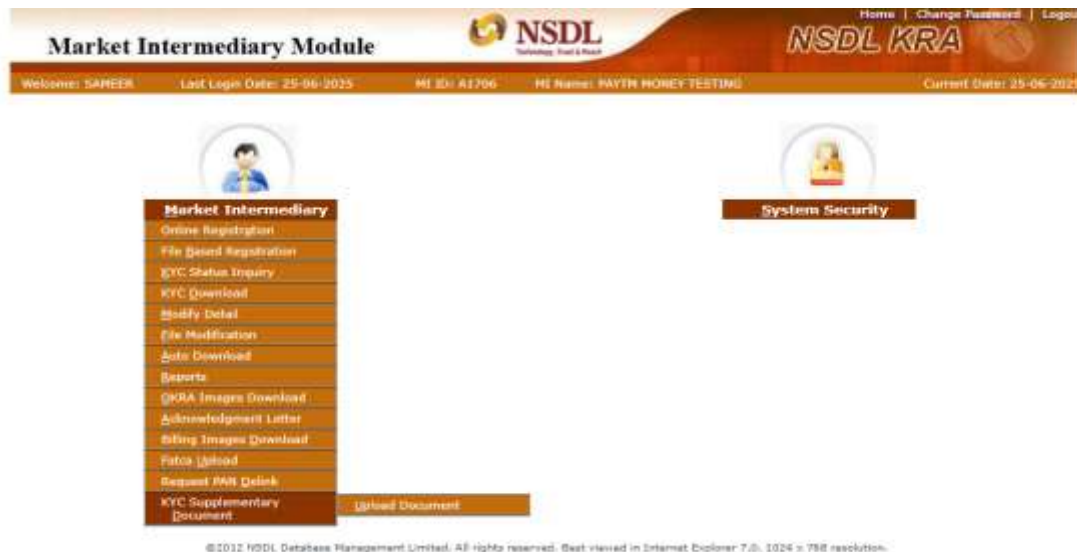 Home | Change Password | Logou
Market Intermediary Module
NSDL
Technology, Trust & Reach
NSDL KRA
Welcome: SAMEER Last Login Date: 25-06-2025 MI ID: A1706 MI Name: PAYTM MONEY TESTING Current Date: 25-06-2025
Market Intermediary
System Security
Online Registration
File Based Registration
KYC Status Inquiry
KYC Download
Modify Detail
File Modification
Auto Download
Reports
OKRA Images Download
Acknowledgment Letter
Billing Images Download
Fatca Upload
Request PAN Delink
KYC Supplementary Document
Upload Document
©2012 NSDL Database Management Limited. All rights reserved. Best viewed in Internet Explorer 7.0, 1024 x 768 resolution.